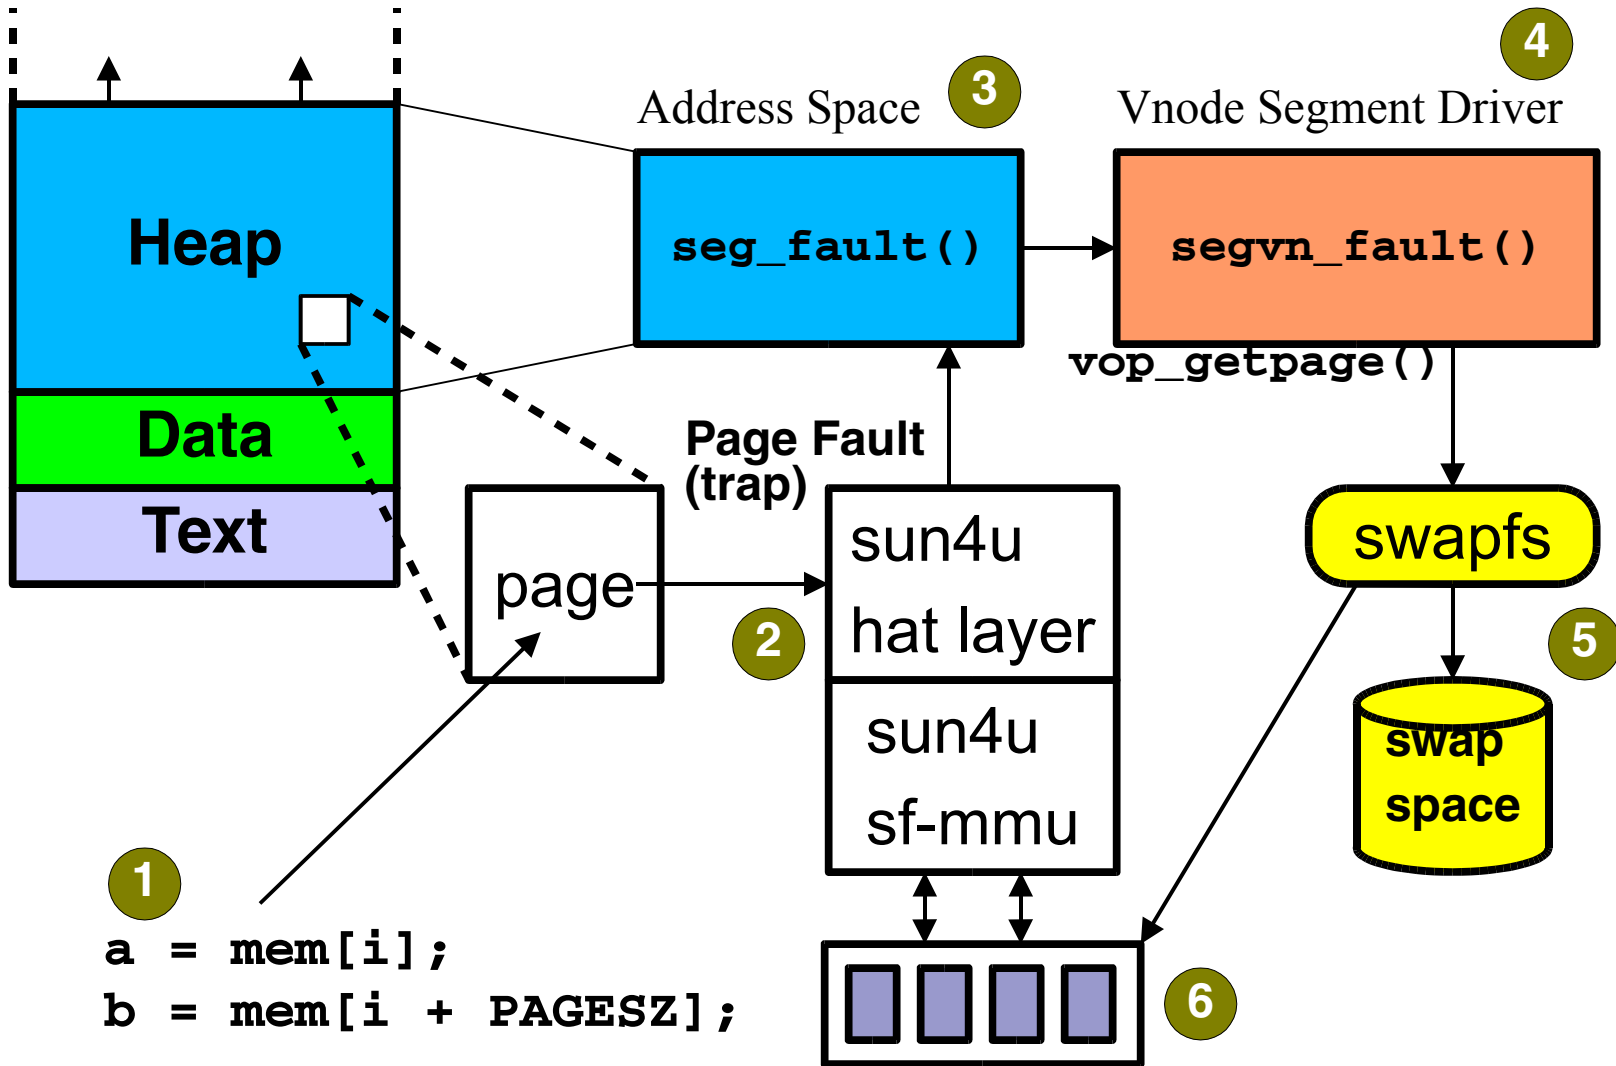 4
3
Address Space
Vnode Segment Driver
Heap
seg_fault()
segvn_fault()
vop_getpage()
Data
Page Fault
(trap)
Text
sun4u
swapfs
page
hat layer
2
5
sun4u
swap
sf-mmu
space
1
a = mem[i];
b = mem[i + PAGESZ];
6